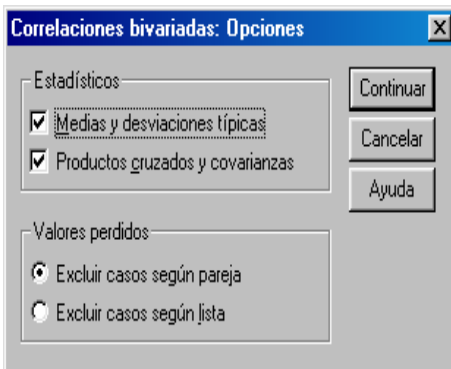 Correlaciones bivariadas: Opciones
Estadísticos
Medias y desviaciones típicas
Productos cruzados y covarianzas
Continuar
Cancelar
Ayuda
Valores perdidos
Excluir casos según pareja
Excluir casos según lista